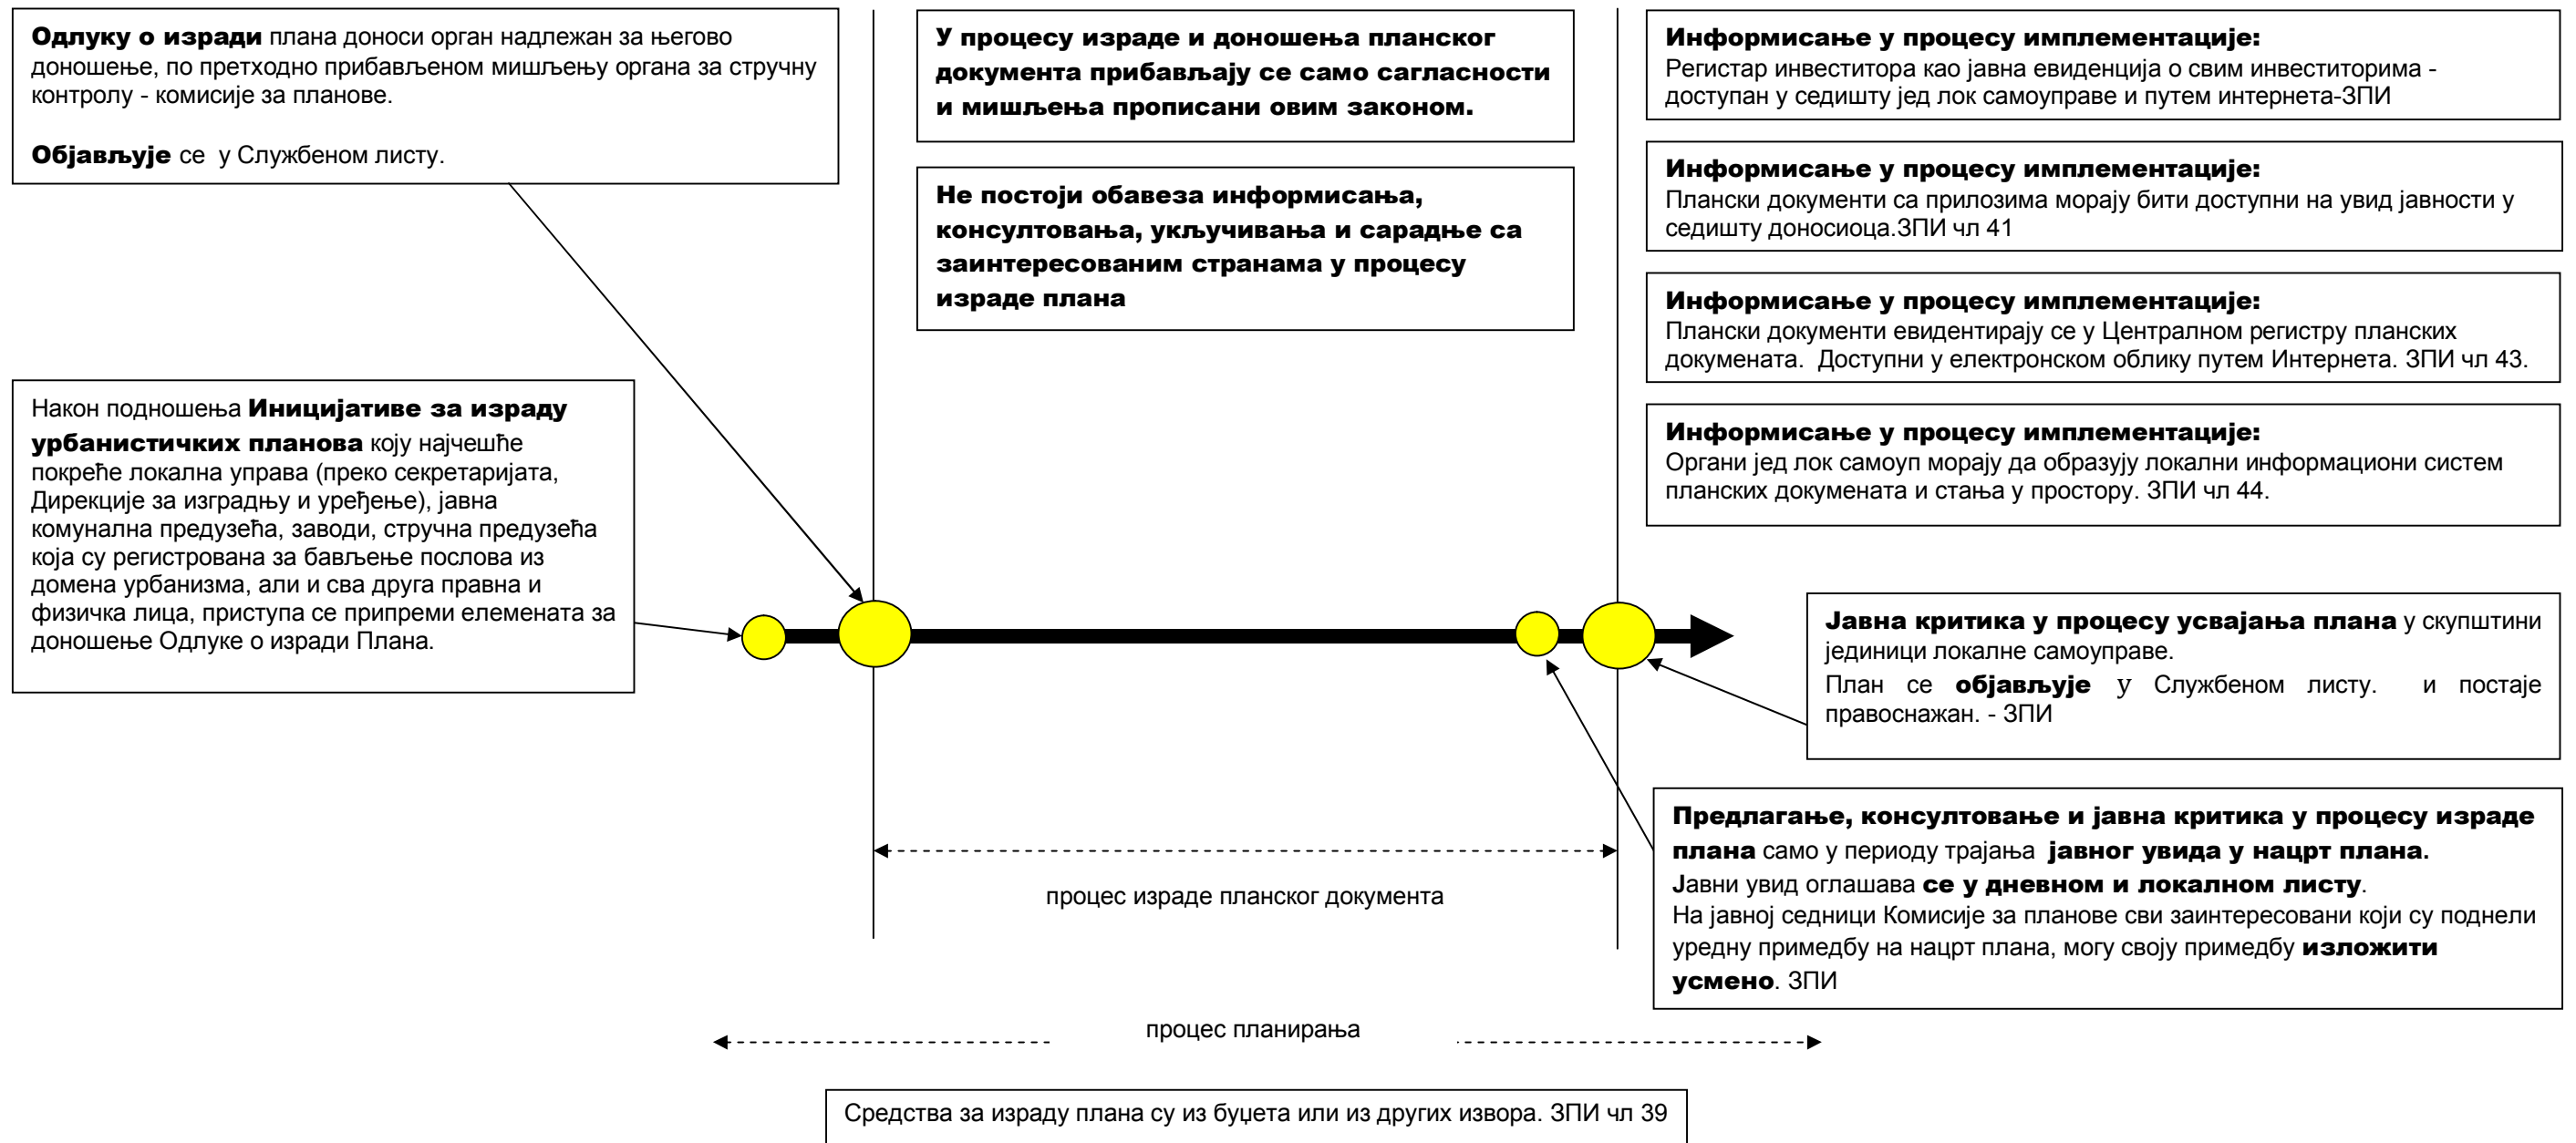 Одлуку о изради плана доноси орган надлежан за његово
доношење, по претходно прибављеном мишљењу органа за стручну
контролу - комисије за планове.
Објављује се у Службеном листу.
Након подношења Иницијативе за израду
урбанистичких планова коју најчешће
покреће локална управа (преко секретаријата,
Дирекције за изградњу и уређење), јавна
комунална предузећа, заводи, стручна предузећа
која су регистрована за бављење послова из
домена урбанизма, али и сва друга правна и
физичка лица, приступа се припреми елемената за
доношење Одлуке о изради Плана.
У процесу израде и доношења планског
документа прибављају се само сагласности
и мишљења прописани овим законом.
Не постоји обавеза информисања,
консултовања, укључивања и сарадње са
заинтересованим странама у процесу
израде плана
Информисање у процесу имплементације:
Регистар инвеститора као јавна евиденција о свим инвеститорима -
доступан у седишту јед лок самоуправе и путем интернета-ЗПИ
Информисање у процесу имплементације:
Плански документи са прилозима морају бити доступни на увид јавности у
седишту доносиоца.ЗПИ чл 41
Информисање у процесу имплементације:
Плански документи евидентирају се у Централном регистру планских
докумената. Доступни у електронском облику путем Интернета. ЗПИ чл 43.
Информисање у процесу имплементације:
Органи јед лок самоуп морају да образују локални информациони систем
планских докумената и стања у простору. ЗПИ чл 44.
Јавна критика у процесу усвајања плана у скупштини
јединици локалне самоуправе.
План се објављује у Службеном листу. и постаје
правоснажан. - ЗПИ
Предлагање, консултовање и јавна критика у процесу израде
плана само у периоду трајања јавног увида у нацрт плана.
Јавни увид оглашава се у дневном и локалном листу.
На јавној седници Комисије за планове сви заинтересовани који су поднели
уредну примедбу на нацрт плана, могу своју примедбу изложити
усмено. ЗПИ
процес израде планског документа
процес планирања
Средства за израду плана су из буџета или из других извора. ЗПИ чл 39